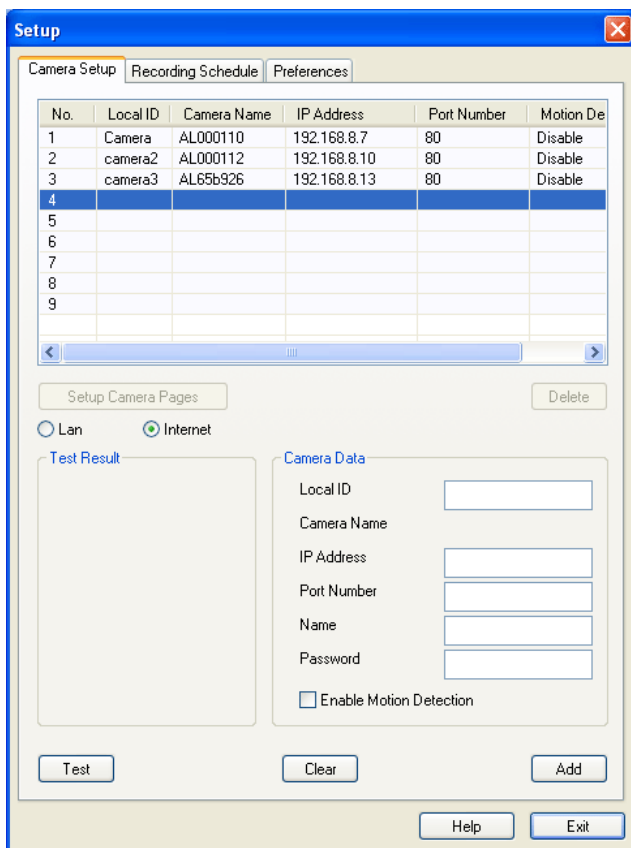 Setup
Camera Setup Recording Schedule Preferences
No. Local ID Camera Name IP Address Port Number Motion De
1 Camera AL000110 192.168.8.7 80 Disable
2 camera2 AL000112 192.168.8.10 80 Disable
3 camera3 AL65b926 192.168.8.13 80 Disable
4
5
6
7
8
9
Setup Camera Pages Delete
Lan Internet
Test Result Camera Data
Local ID
Camera Name
IP Address
Port Number
Name
Password
Enable Motion Detection
Test Clear Add
Help Exit